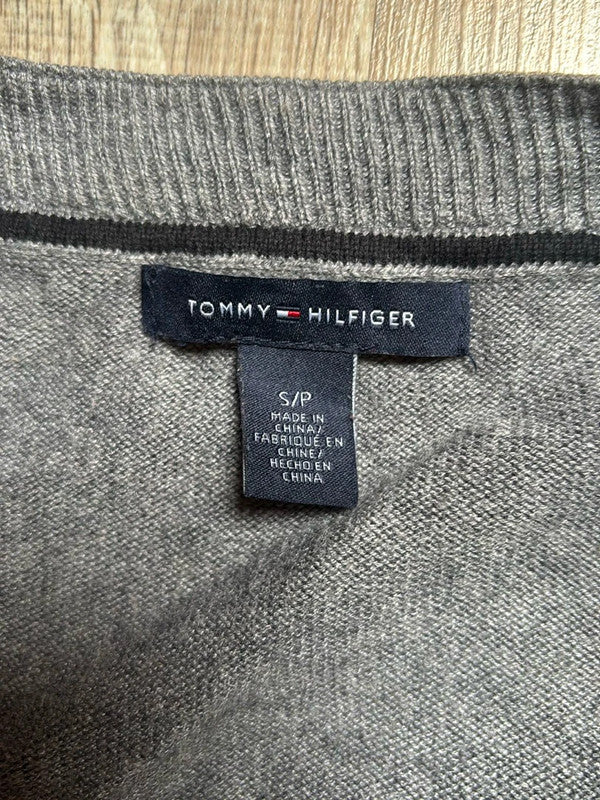 TOMMY HILFIGER
S/P
MADE IN
CHINA/
FABRIQUÉ EN
CHINE/
HECHO EN
CHINA